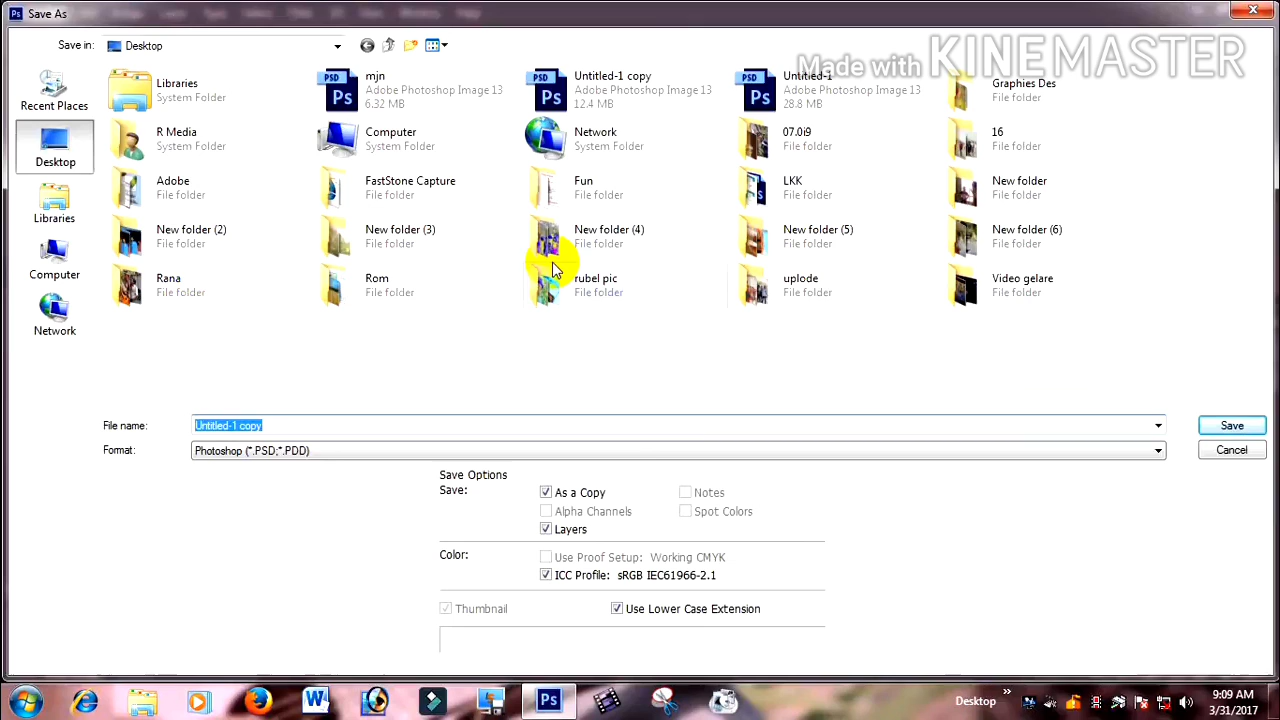 Save As
Made with KINEMASTER
Save in:
Desktop
Recent Places
Desktop
Libraries
Computer
Network
Libraries
System Folder
mjn
Adobe Photoshop Image 13
6.32 MB
Untitled-1 copy
Adobe Photoshop Image 13
12.4 MB
Untitled-1
Adobe Photoshop Image 13
28.8 MB
Graphies Des
File folder
R Media
System Folder
Computer
System Folder
Network
System Folder
07.0i9
File folder
16
File folder
Adobe
File folder
FastStone Capture
File folder
Fun
File folder
LKK
File folder
New folder
File folder
New folder (2)
File folder
New folder (3)
File folder
New folder (4)
File folder
New folder (5)
File folder
New folder (6)
File folder
Rana
File folder
Rom
File folder
rubel pic
File folder
uplode
File folder
Video gelare
File folder
File name:
Untitled-1 copy
Save
Format:
Photoshop (*.PSD;*.PDD)
Cancel
Save Options
Save:
As a Copy
Notes
Alpha Channels
Spot Colors
Layers
Color:
Use Proof Setup: Working CMYK
ICC Profile: sRGB IEC61966-2.1
Thumbnail
Use Lower Case Extension
Desktop
9:09 AM
3/31/2017